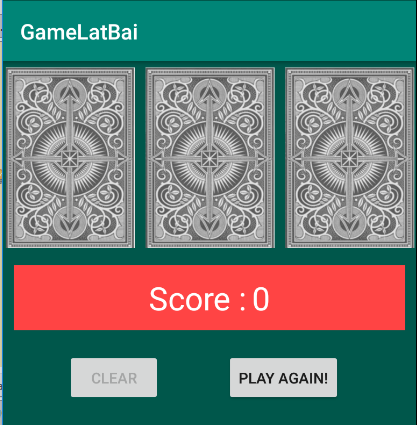 GameLatBai
Score : 0
CLEAR
PLAY AGAIN!